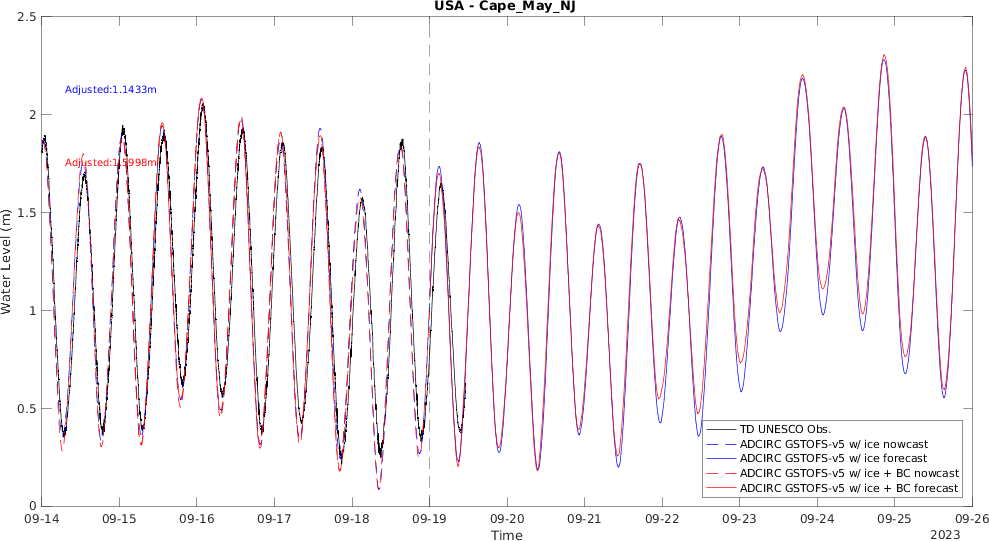 USA - Cape_May_NJ
2.5
Adjusted:1.1433m
2
Adjusted:1.5998m
1.5
Water Level (m)
1
0.5
TD UNESCO Obs.
ADCIRC GSTOFS-v5 w/ ice nowcast
ADCIRC GSTOFS-v5 w/ ice forecast
ADCIRC GSTOFS-v5 w/ ice + BC nowcast
ADCIRC GSTOFS-v5 w/ ice + BC forecast
0
09-14 09-15 09-16 09-17 09-18 09-19 09-20 09-21 09-22 09-23 09-24 09-25 09-26
Time
2023